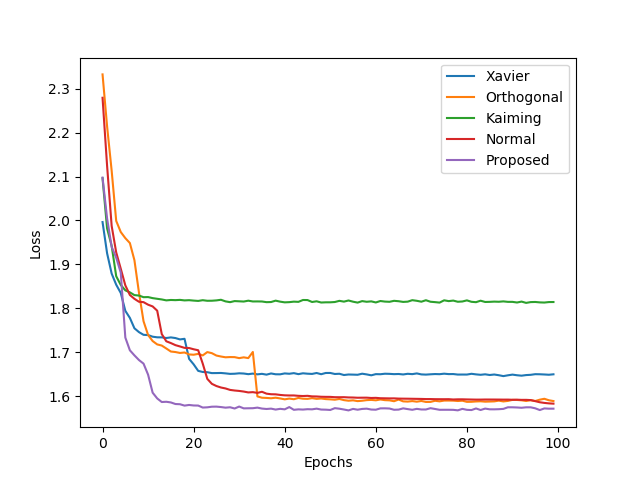 Xavier
Orthogonal
Kaiming
Normal
Proposed
Loss
2.3
2.2
2.1
2.0
1.9
1.8
1.7
1.6
0
20
40
60
80
100
Epochs